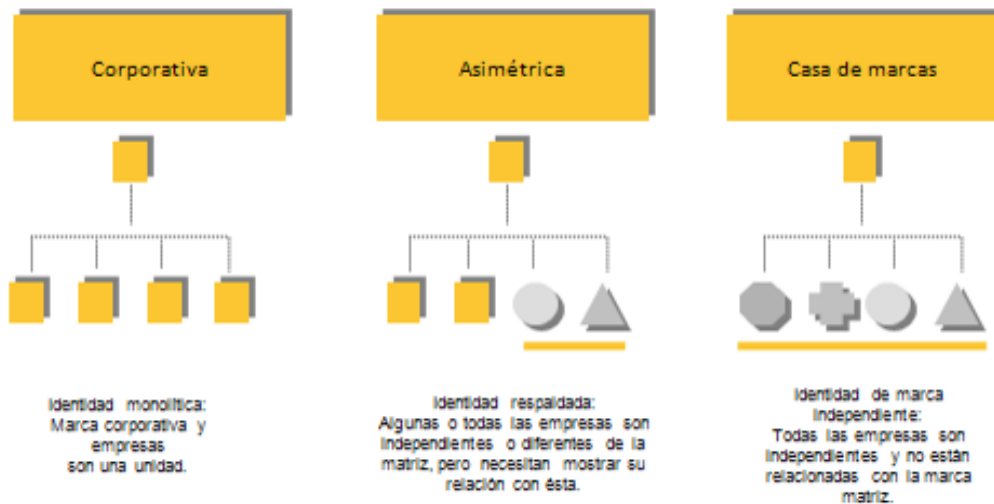 Corporativa
Asimétrica
Casa de marcas
Identidad monolítica:
Marca corporativa y
empresas
son una unidad.
Identidad respaldada:
Algunas o todas las empresas son
Independientes o diferentes de la
matriz, pero necesitan mostrar su
relación con ésta.
Identidad de marca
Independiente:
Todas las empresas son
Independientes y no están
relacionadas con la marca
matriz.